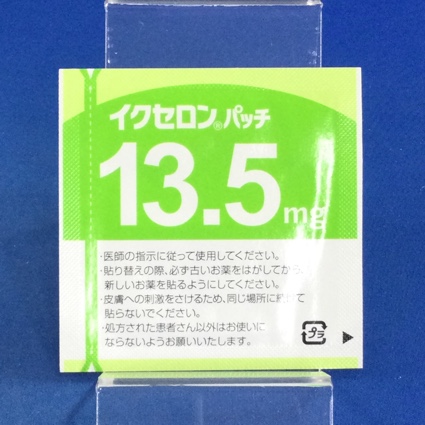 イクセロン®パッチ
13.5mg
・医師の指示に従って使用してください。
・貼り替えの際、必ず古いお薬をはがしてから、
新しいお薬を貼るようにしてください。
・皮膚への刺激をさけるため、同じ場所に続けて
貼らないでください。
・処方された患者さん以外はお使いに
ならないようお願いいたします。
プラ